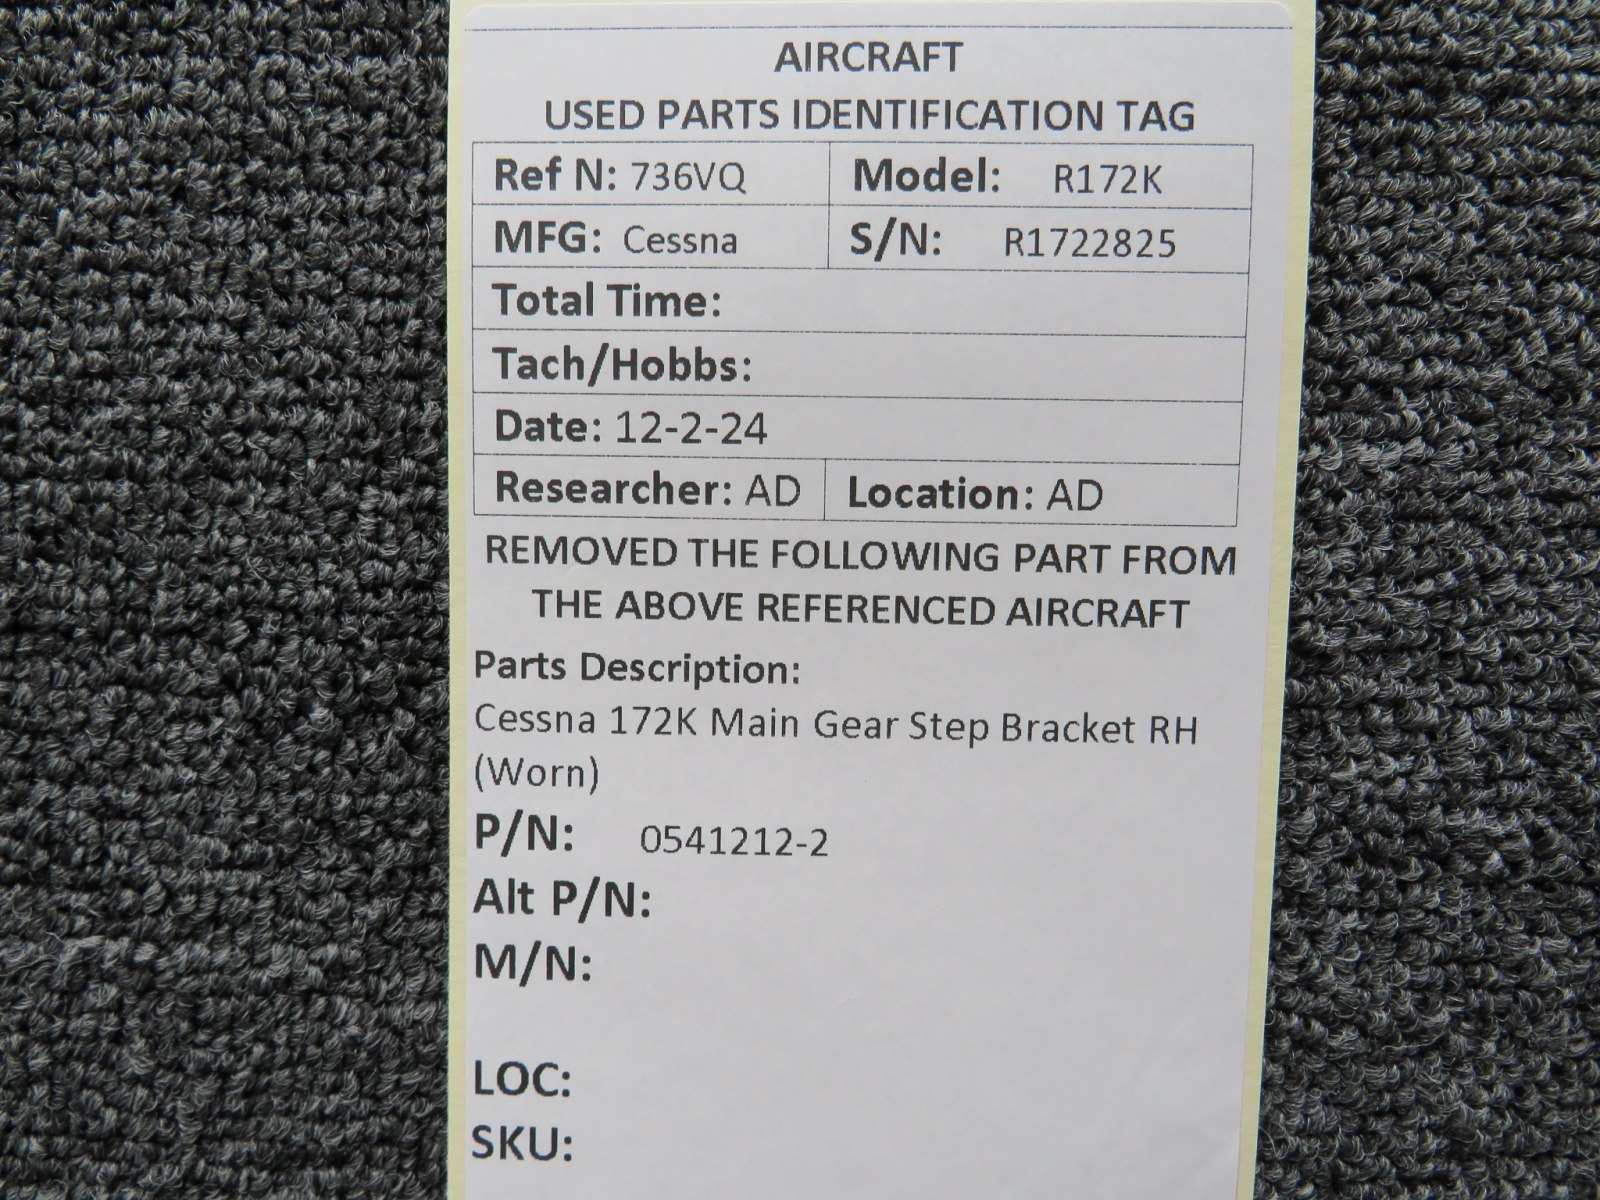 AIRCRAFT
USED PARTS IDENTIFICATION TAG
Ref N: 736VQ Model: R172K
MFG: Cessna S/N: R1722825
Total Time:
Tach/Hobbs:
Date: 12-2-24
Researcher: AD Location: AD
REMOVED THE FOLLOWING PART FROM
THE ABOVE REFERENCED AIRCRAFT
Parts Description:
Cessna 172K Main Gear Step Bracket RH
(Worn)
P/N: 0541212-2
Alt P/N:
M/N:
LOC:
SKU: